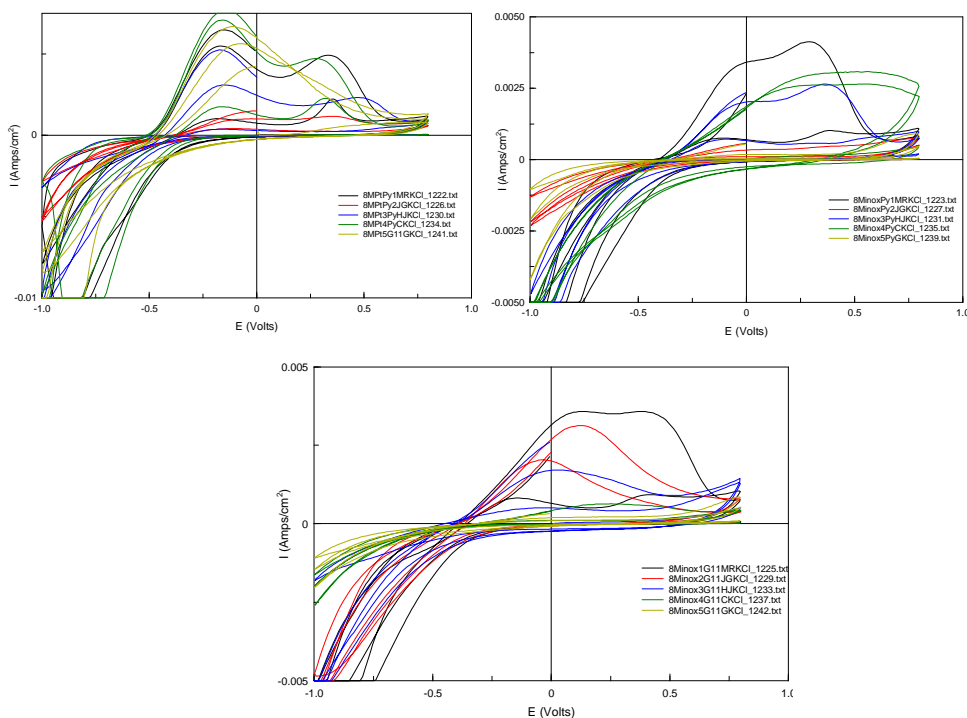 0
-0.01
I (Amps/cm2)
-1.0 -0.5 0 0.5 1.0
E (Volts)
8MPtPy1MRKCl_1222.txt
8MPtPy2JGKCl_1226.txt
8MPt3PyHJKCl_1230.txt
8MPt4PyCKCl_1234.txt
8MPt5G11GKCl_1241.txt
0.0050
0.0025
0
-0.0025
-0.0050
I (Amps/cm2)
-1.0 -0.5 0 0.5 1.0
E (Volts)
8MinoxPy1MRKCl_1223.txt
8MinoxPy2JGKCl_1227.txt
8Minox3PyHJKCl_1231.txt
8Minox4PyCKCl_1235.txt
8Minox5PyGKCl_1239.txt
0.005
0
-0.005
I (Amps/cm2)
-1.0 -0.5 0 0.5 1.0
E (Volts)
8Minox1G11MRKCl_1225.txt
8Minox2G11JGKCl_1229.txt
8Minox3G11HJKCl_1233.txt
8Minox4G11CKCl_1237.txt
8Minox5G11GKCl_1242.txt